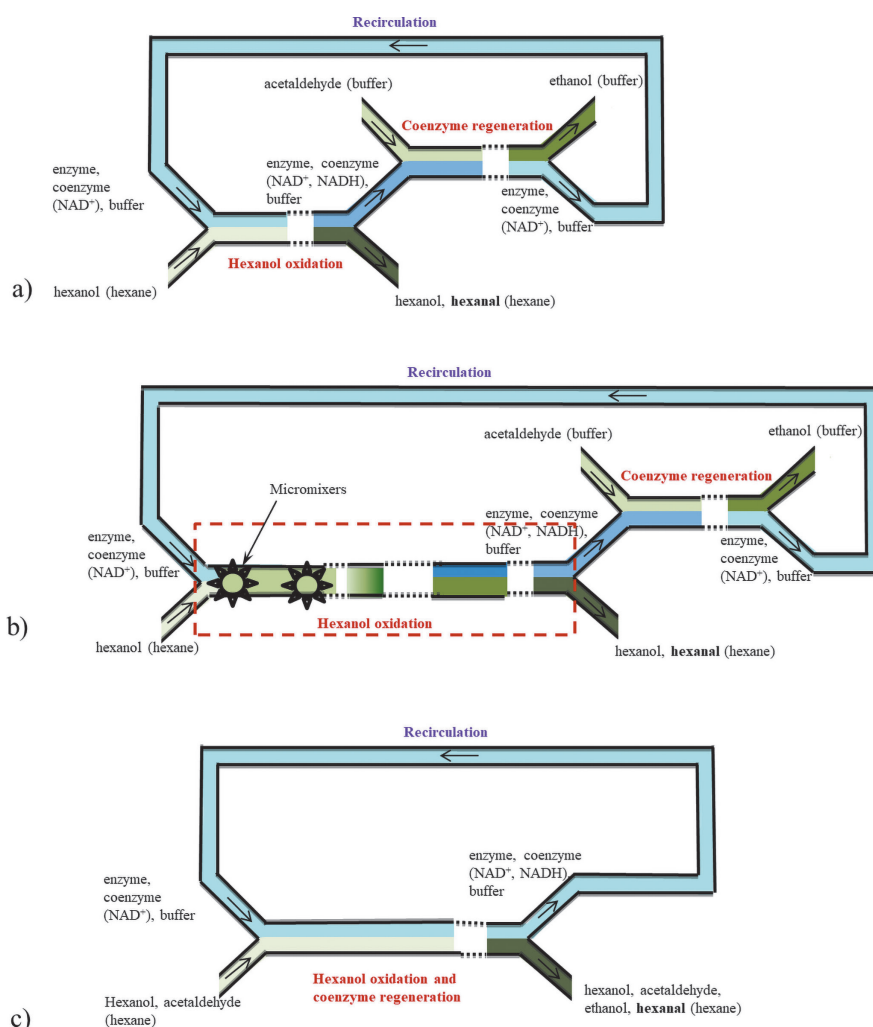 Recirculation
acetaldehyde (buffer)
ethanol (buffer)
Coenzyme regeneration
enzyme,
coenzyme
(NAD⁺), buffer
enzyme, coenzyme
(NAD⁺, NADH),
buffer
enzyme,
coenzyme
(NAD⁺), buffer
Hexanol oxidation
a)
hexanol (hexane)
hexanol, hexanal (hexane)
Recirculation
acetaldehyde (buffer)
ethanol (buffer)
Coenzyme regeneration
Micromixers
enzyme, coenzyme
(NAD⁺, NADH),
buffer
enzyme,
coenzyme
(NAD⁺), buffer
enzyme,
coenzyme
(NAD⁺), buffer
Hexanol oxidation
b)
hexanol (hexane)
hexanol, hexanal (hexane)
Recirculation
enzyme, coenzyme
(NAD⁺, NADH),
buffer
enzyme,
coenzyme
(NAD⁺), buffer
Hexanol oxidation and
coenzyme regeneration
Hexanol, acetaldehyde
(hexane)
hexanol, acetaldehyde,
ethanol, hexanal (hexane)
c)